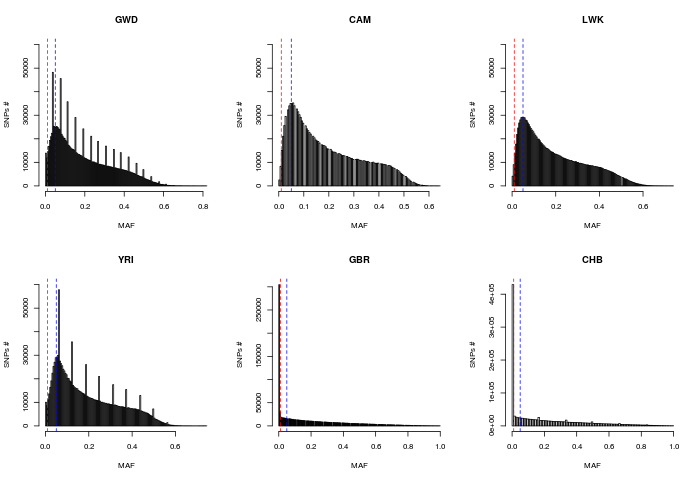 GWD
SNPs #
0
10000
30000
50000
0.0 0.2 0.4 0.6 0.8
MAF
CAM
SNPs #
0
10000
30000
50000
0.0 0.1 0.2 0.3 0.4 0.5 0.6
MAF
LWK
SNPs #
0
10000
30000
50000
0.0 0.2 0.4 0.6
MAF
YRI
SNPs #
0
10000
30000
50000
0.0 0.2 0.4 0.6
MAF
GBR
SNPs #
0
50000
150000
250000
0.0 0.2 0.4 0.6 0.8 1.0
MAF
CHB
SNPs #
0e+00
1e+05
2e+05
3e+05
4e+05
0.0 0.2 0.4 0.6 0.8 1.0
MAF